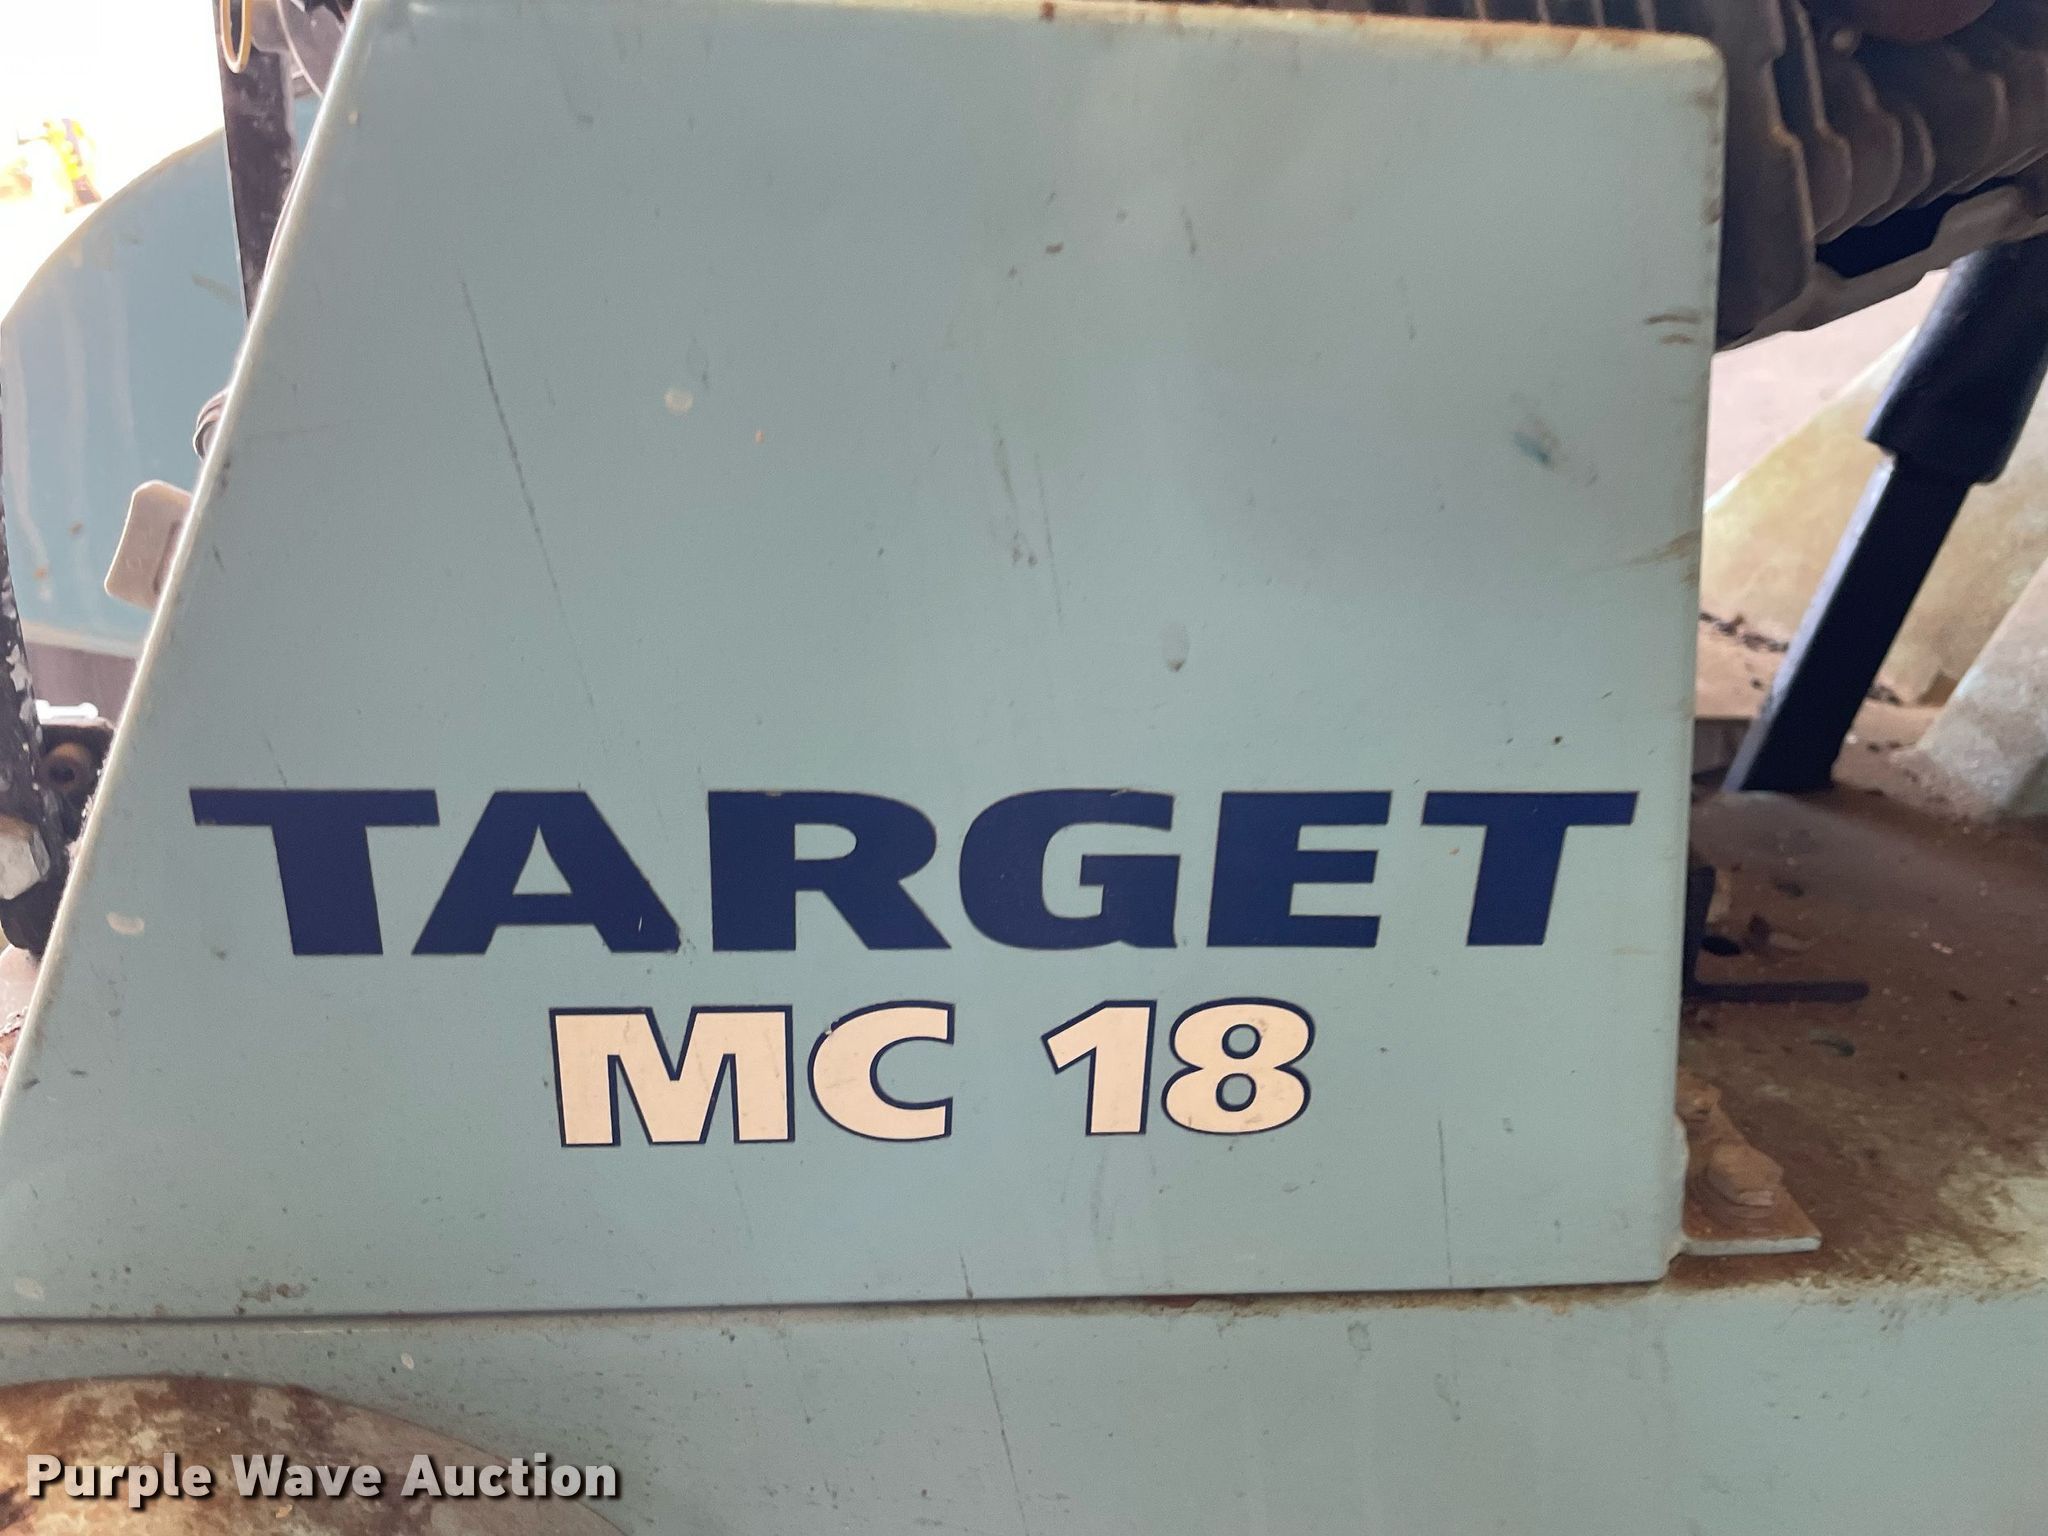 TARGET
MC 18
Purple Wave Auction